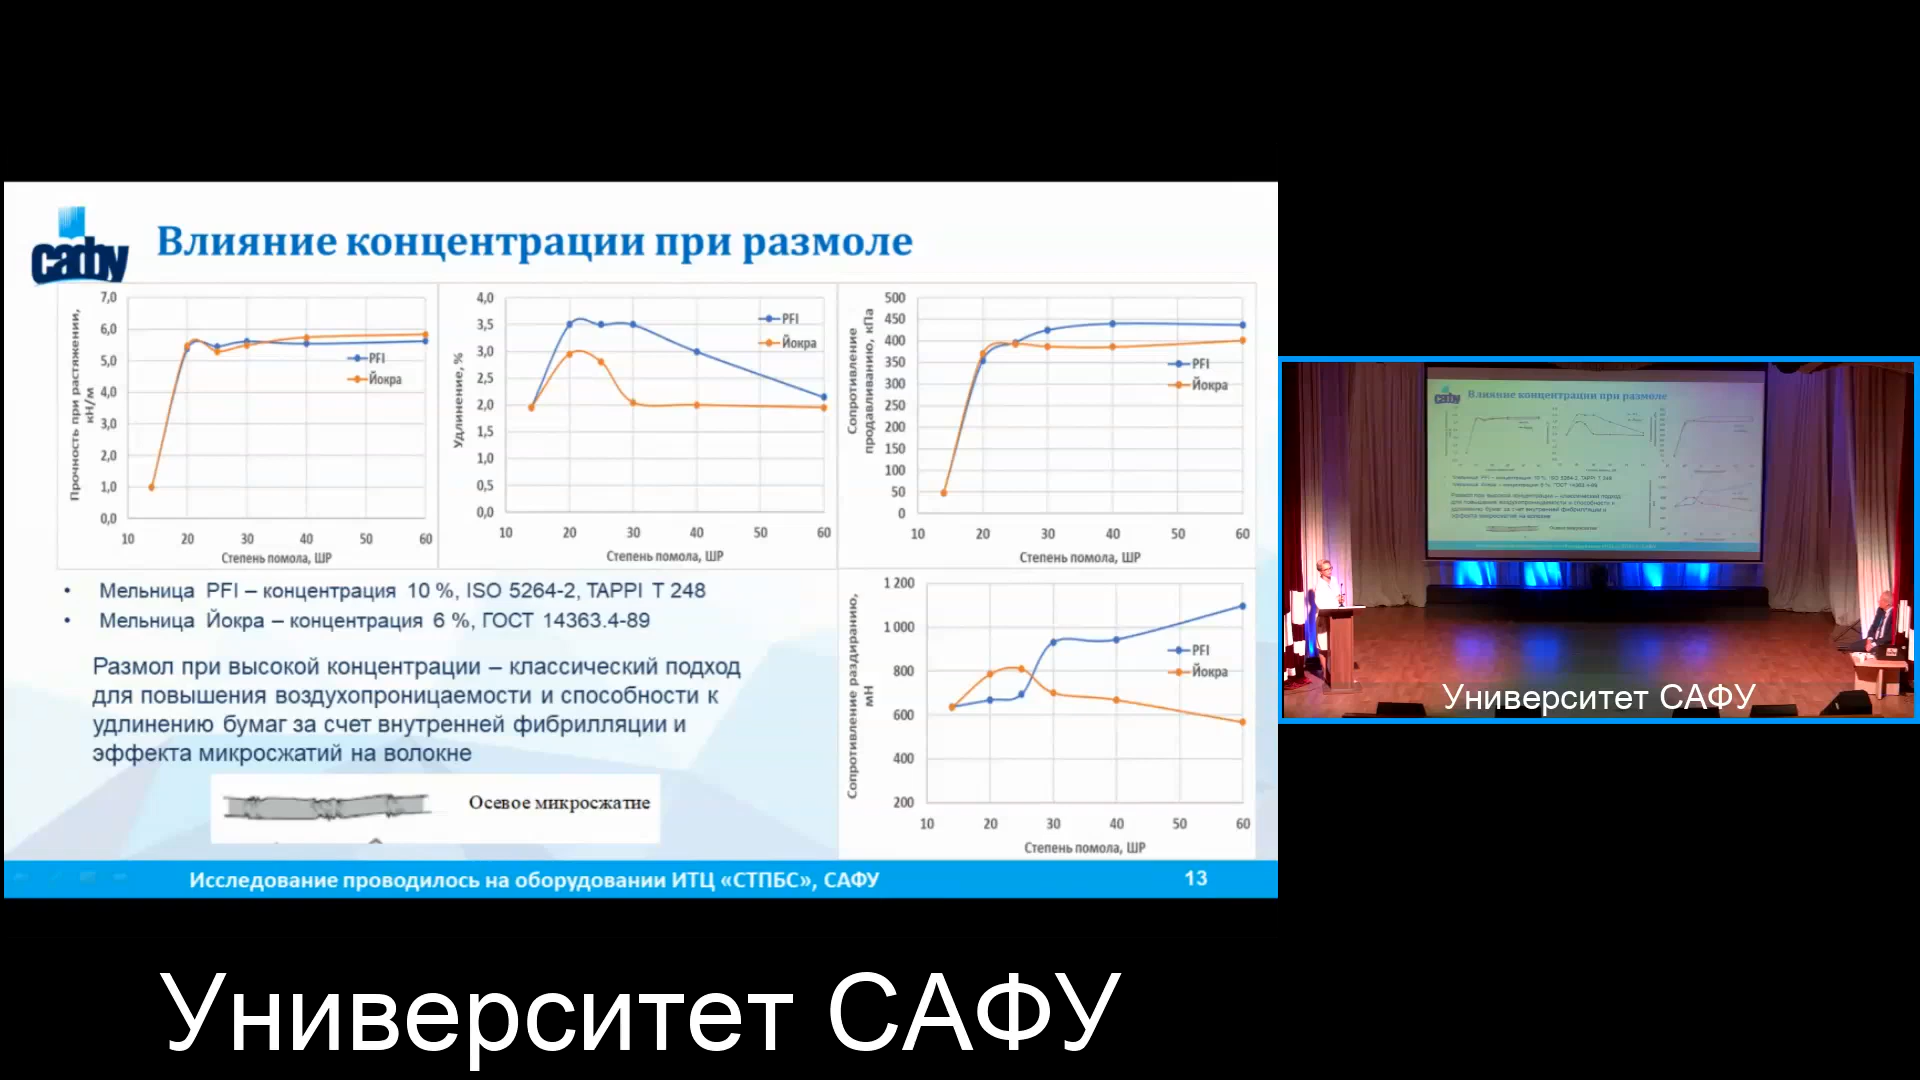 сафу
Влияние концентрации при размоле
Прочность при растяжении,
кН/м
7,0
6,0
5,0
4,0
3,0
2,0
1,0
0,0
10 20 30 40 50 60
Степень помола, ШР
PFI
Йокра
Удлинение, %
4,0
3,5
3,0
2,5
2,0
1,5
1,0
0,5
0,0
10 20 30 40 50 60
Степень помола, ШР
PFI
Йокра
Сопротивление
продавливанию, кПа
500
450
400
350
300
250
200
150
100
50
0
10 20 30 40 50 60
Степень помола, ШР
PFI
Йокра
• Мельница PFI – концентрация 10 %, ISO 5264-2, TAPPI T 248
• Мельница Йокра – концентрация 6 %, ГОСТ 14363.4-89
Размол при высокой концентрации – классический подход
для повышения воздухопроницаемости и способности к
удлинению бумаг за счет внутренней фибрилляции и
эффекта микросжатий на волокне
Осевое микросжатие
Сопротивление раздиранию,
мН
1 200
1 000
800
600
400
200
10 20 30 40 50 60
Степень помола, ШР
PFI
Йокра
Исследование проводилось на оборудовании ИТЦ «СТПБС», САФУ
13
Университет САФУ
сафу
Влияние концентрации при размоле
Университет САФУ